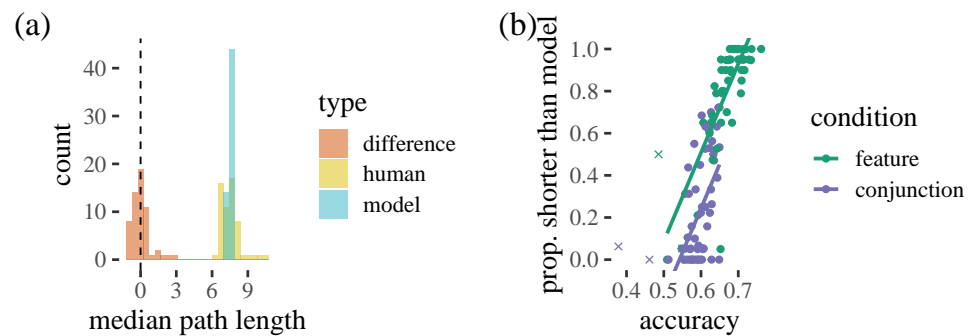 (a)
count
40
30
20
10
0
0 3 6 9
median path length
type
difference
human
model
(b)
prop. shorter than model
1.0
0.8
0.6
0.4
0.2
0.0
0.4 0.5 0.6 0.7
accuracy
condition
feature
conjunction